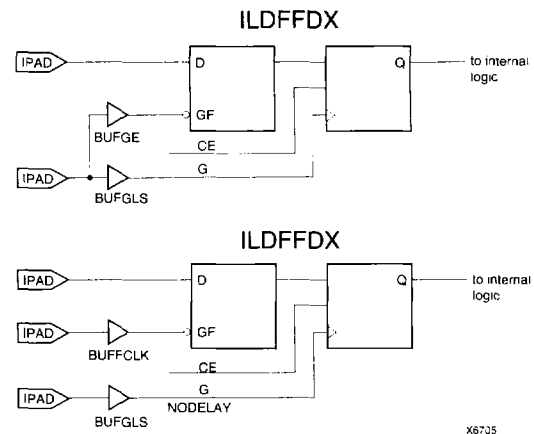 ILDFFDX
IPAD
D
Q
to internal
logic
GF
BUFGE
CE
IPAD
G
BUFGLS
ILDFFDX
IPAD
D
Q
to internal
logic
IPAD
GF
BUFFCLK
CE
IPAD
G
BUFGLS
NODELAY
X6705